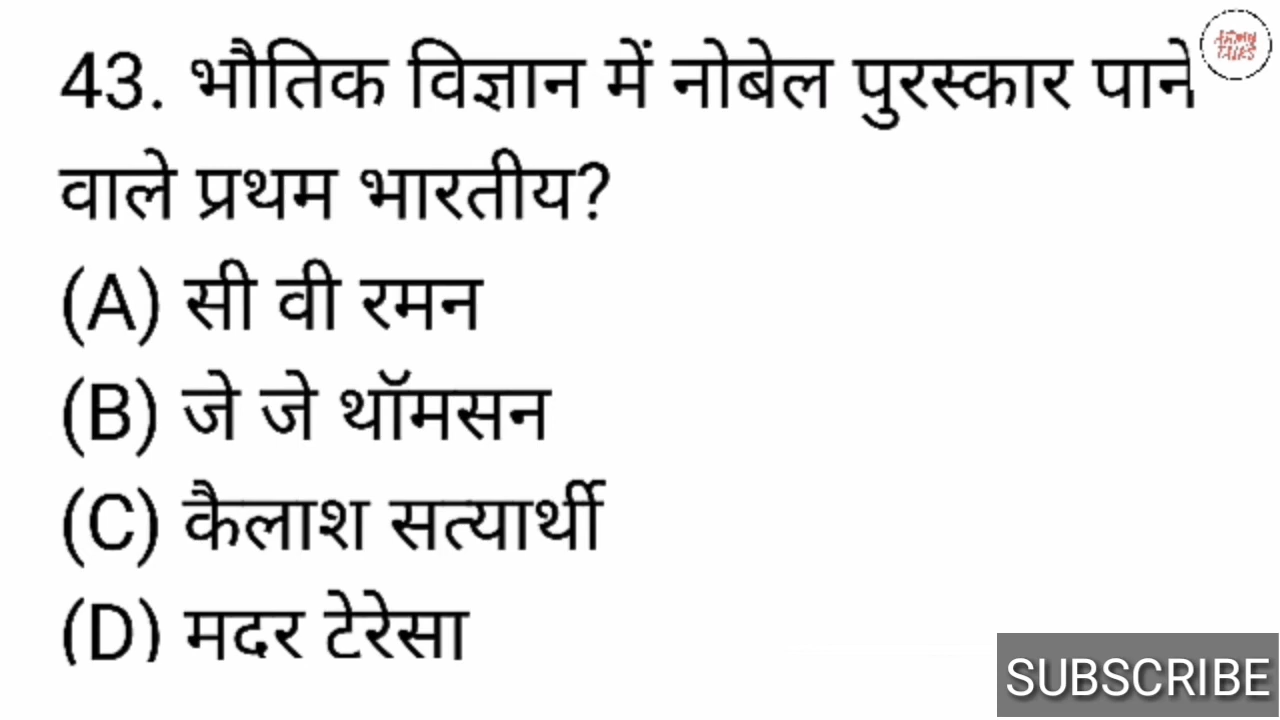 43. भौतिक विज्ञान में नोबेल पुरस्कार पाने
वाले प्रथम भारतीय?
(A) सी वी रमन
(B) जे जे थॉमसन
(C) कैलाश सत्यार्थी
(D) मदर टेरेसा
SUBSCRIBE